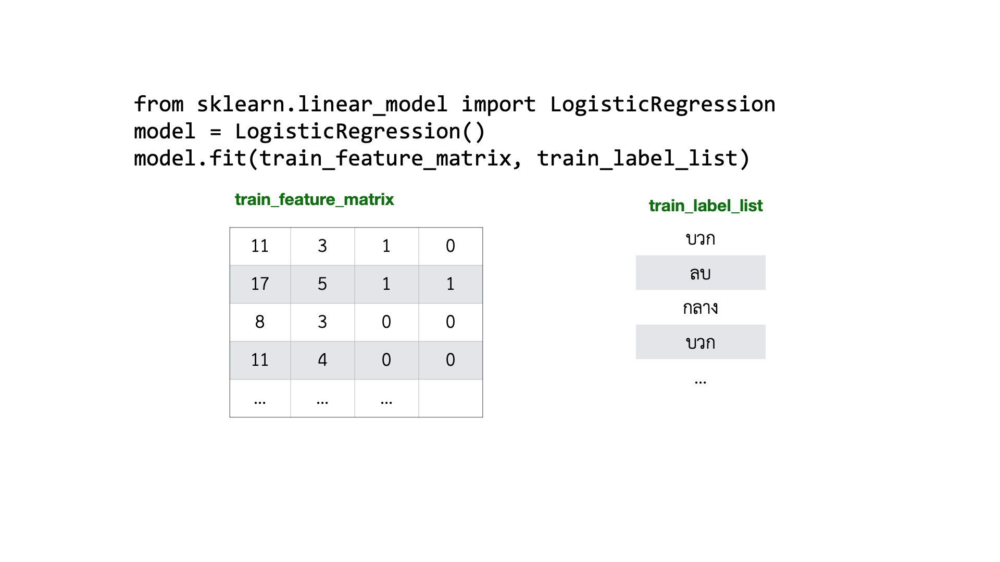 from sklearn.linear_model import LogisticRegression
model = LogisticRegression()
model.fit(train_feature_matrix, train_label_list)
train_feature_matrix
11 3 1 0
17 5 1 1
8 3 0 0
11 4 0 0
... ... ...
train_label_list
บวก
ลบ
กลาง
บวก
...